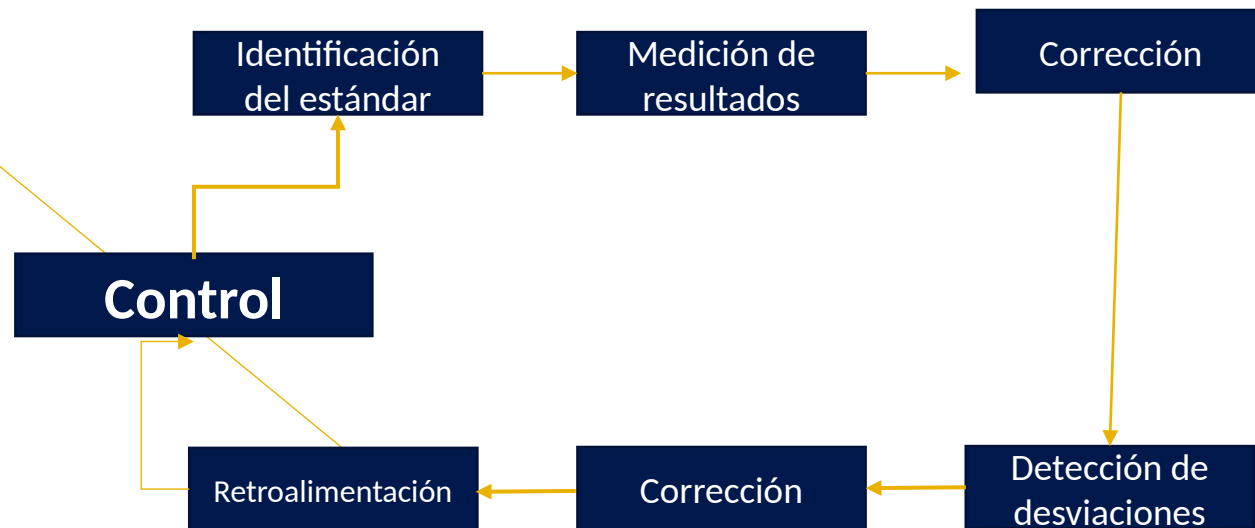 Identificación
del estándar
Medición de
resultados
Corrección
Control
Retroalimentación
Corrección
Detección de
desviaciones